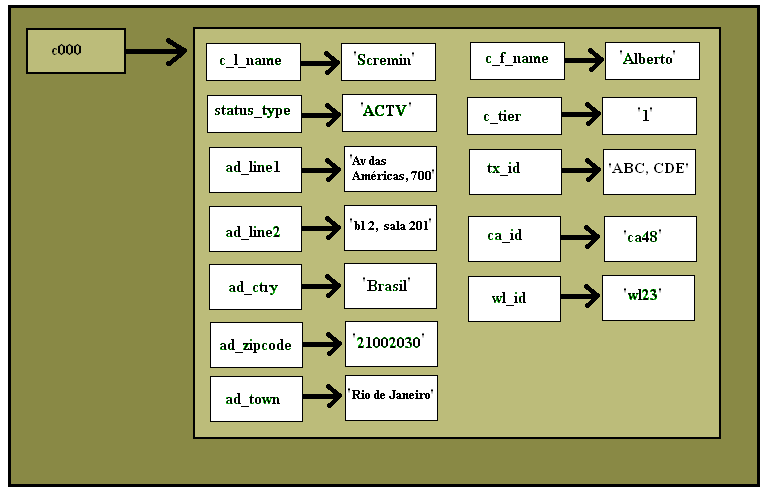 c000
c_l_name
'Scremin'
status_type
'ACTV'
ad_line1
'Av das
Américas, 700'
ad_line2
'bl 2, sala 201'
ad_ctry
'Brasil'
ad_zipcode
'21002030'
ad_town
'Rio de Janeiro'
c_f_name
'Alberto'
c_tier
'1'
tx_id
'ABC, CDE'
ca_id
'ca48'
wl_id
'wl23'